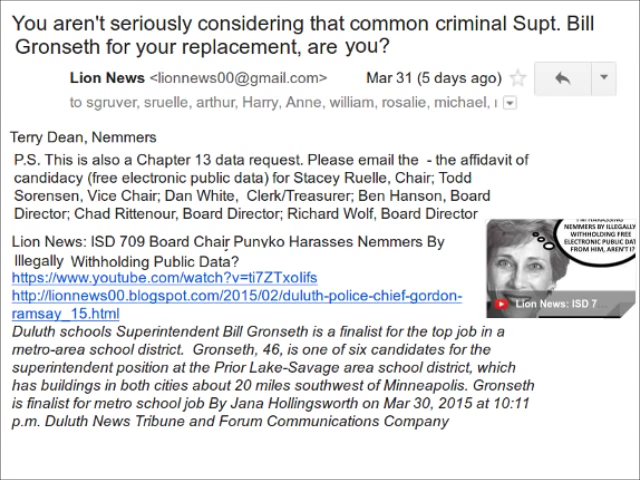 You aren't seriously considering that common criminal Supt. Bill
Gronseth for your replacement, are you?
Lion News <lionnews00@gmail.com>
Mar 31 (5 days ago)
to sgruver, sruelle, arthur, Harry, Anne, william, rosalie, michael,
Terry Dean, Nemmers
P.S. This is also a Chapter 13 data request. Please email the - the affidavit of
candidacy (free electronic public data) for Stacey Ruelle, Chair; Todd
Sorensen, Vice Chair; Dan White, Clerk/Treasurer; Ben Hanson, Board
Director; Chad Rittenour, Board Director; Richard Wolf, Board Director
Lion News: ISD 709 Board Chair Punyko Harasses Nemmers By
Illegally Withholding Public Data?
https://www.youtube.com/watch?v=ti7ZTxolifs
http://lionnews00.blogspot.com/2015/02/duluth-police-chief-gordon-
ramsay_15.html
I'M HARASSING
NEMMERS BY ILLEGALLY
WITHHOLDING FREE
ELECTRONIC PUBLIC DAT
FROM HIM, AREN'T I?
Lion News: ISD 7...
Duluth schools Superintendent Bill Gronseth is a finalist for the top job in a
metro-area school district. Gronseth, 46, is one of six candidates for the
superintendent position at the Prior Lake-Savage area school district, which
has buildings in both cities about 20 miles southwest of Minneapolis. Gronseth
is finalist for metro school job By Jana Hollingsworth on Mar 30, 2015 at 10:11
p.m. Duluth News Tribune and Forum Communications Company